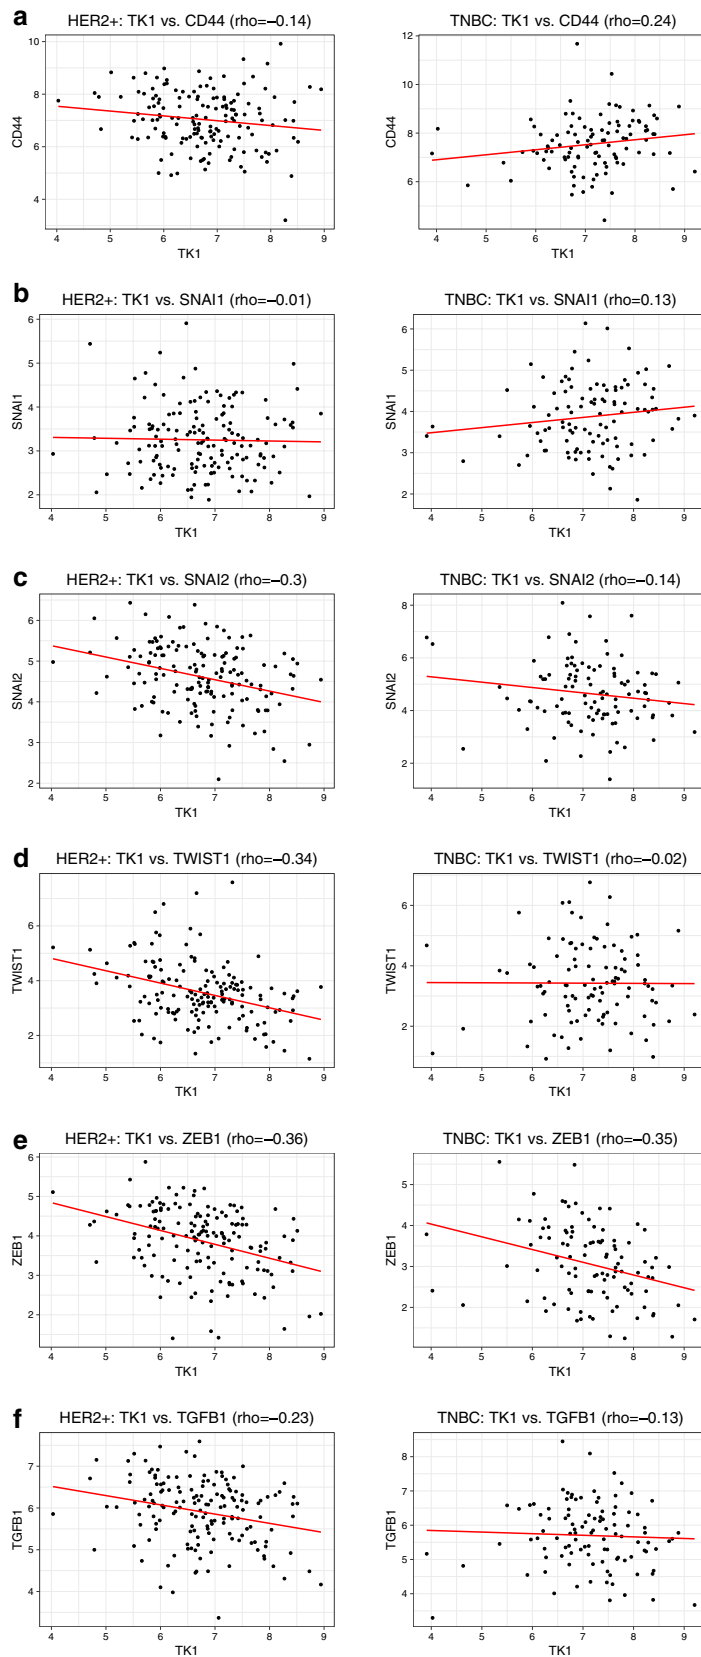 a
HER2+: TK1 vs. CD44 (rho=−0.14)
10
8
6
4
CD44
4 5 6 7 8 9
TK1
TNBC: TK1 vs. CD44 (rho=0.24)
12
10
8
6
CD44
4 5 6 7 8 9
TK1
b
HER2+: TK1 vs. SNAI1 (rho=−0.01)
6
5
4
3
2
SNAI1
4 5 6 7 8 9
TK1
TNBC: TK1 vs. SNAI1 (rho=0.13)
6
5
4
3
2
SNAI1
4 5 6 7 8 9
TK1
c
HER2+: TK1 vs. SNAI2 (rho=−0.3)
6
5
4
3
2
SNAI2
4 5 6 7 8 9
TK1
TNBC: TK1 vs. SNAI2 (rho=−0.14)
8
6
4
2
SNAI2
4 5 6 7 8 9
TK1
d
HER2+: TK1 vs. TWIST1 (rho=−0.34)
6
4
2
TWIST1
4 5 6 7 8 9
TK1
TNBC: TK1 vs. TWIST1 (rho=−0.02)
6
4
2
TWIST1
4 5 6 7 8 9
TK1
e
HER2+: TK1 vs. ZEB1 (rho=−0.36)
6
5
4
3
2
ZEB1
4 5 6 7 8 9
TK1
TNBC: TK1 vs. ZEB1 (rho=−0.35)
5
4
3
2
ZEB1
4 5 6 7 8 9
TK1
f
HER2+: TK1 vs. TGFB1 (rho=−0.23)
7
6
5
4
TGFB1
4 5 6 7 8 9
TK1
TNBC: TK1 vs. TGFB1 (rho=−0.13)
8
7
6
5
4
TGFB1
4 5 6 7 8 9
TK1